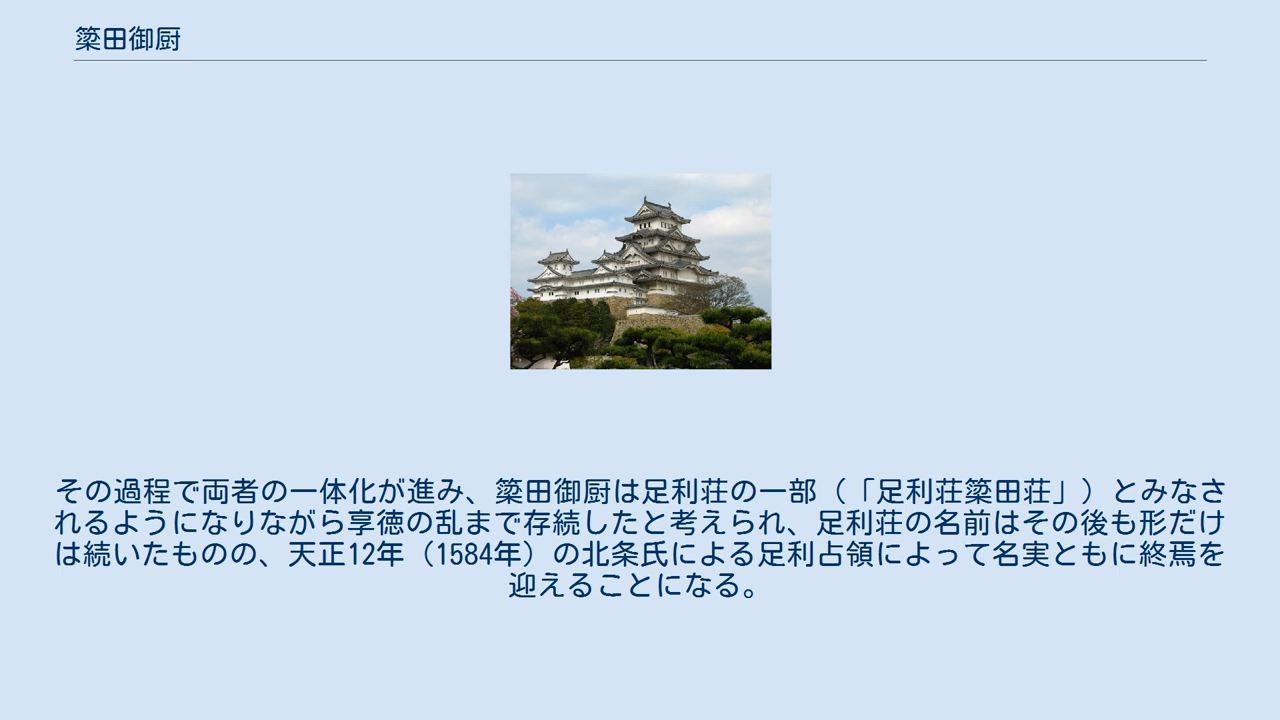 簗田御厨
その過程で両者の一体化が進み、簗田御厨は足利荘の一部（「足利荘簗田荘」）とみなさ
れるようになりながら享徳の乱まで存続したと考えられ、足利荘の名前はその後も形だけ
は続いたものの、天正12年（1584年）の北条氏による足利占領によって名実ともに終焉を
迎えることになる。